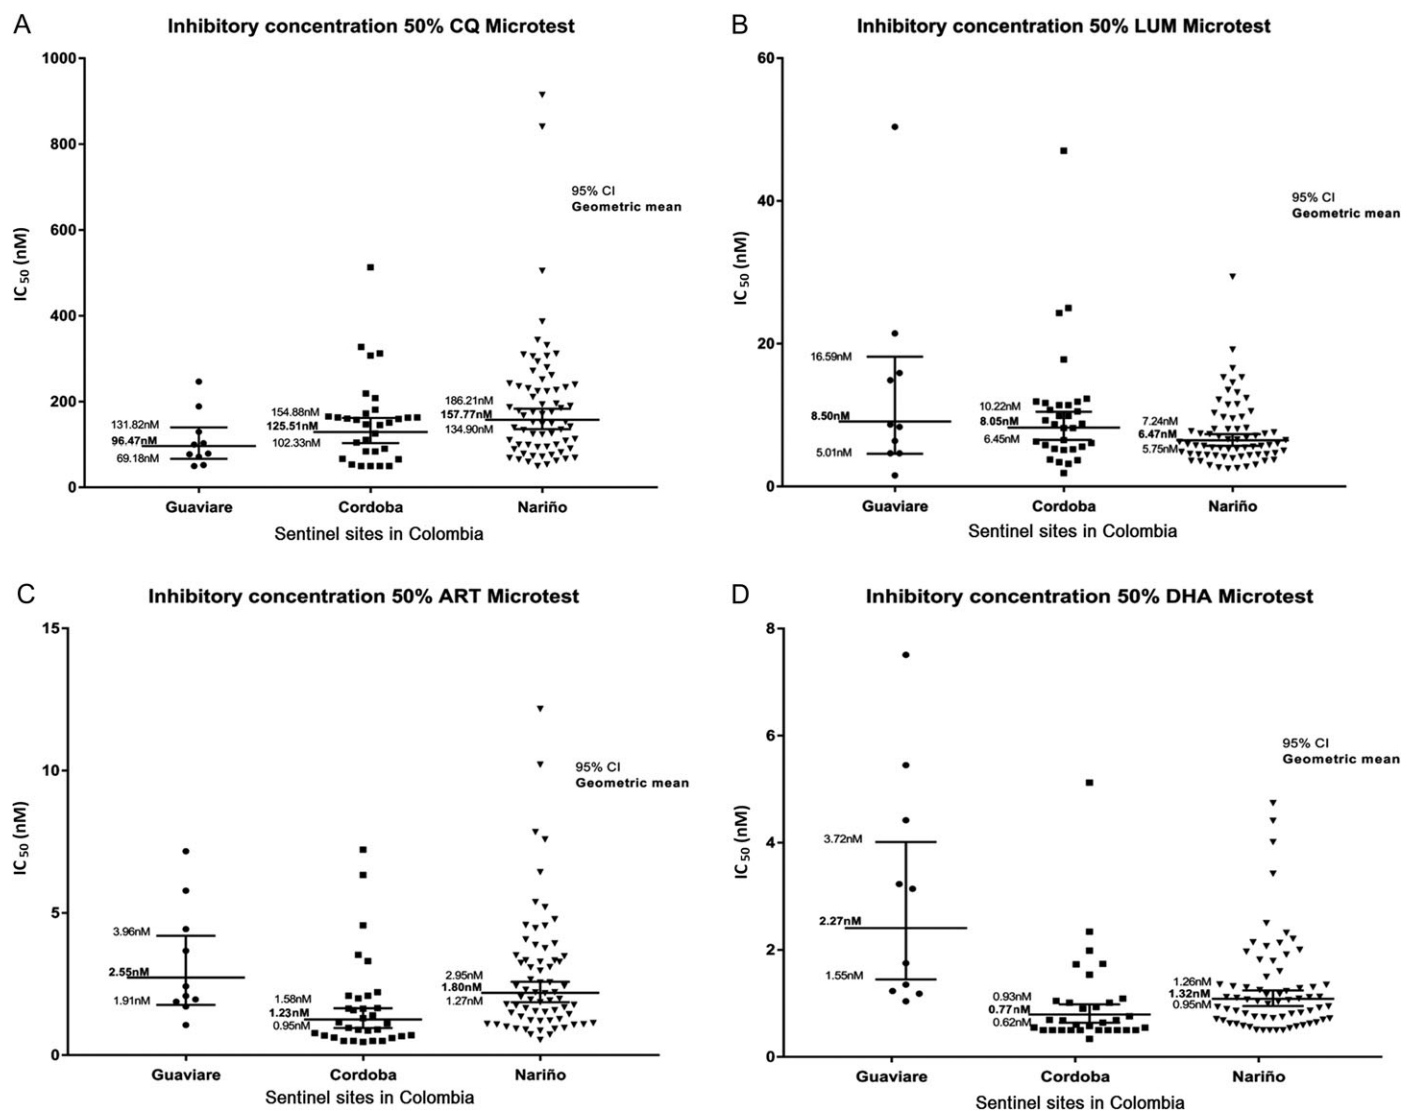 A
Inhibitory concentration 50% CQ Microtest
1000
800
600
400
200
0
IC50 (nM)
95% CI
Geometric mean
131.82nM
96.47nM
69.18nM
154.88nM
125.51nM
102.33nM
186.21nM
157.77nM
134.90nM
Guaviare
Cordoba
Nariño
Sentinel sites in Colombia
B
Inhibitory concentration 50% LUM Microtest
60
40
20
0
IC50 (nM)
95% CI
Geometric mean
16.59nM
8.50nM
5.01nM
10.22nM
8.05nM
6.45nM
7.24nM
6.47nM
5.75nM
Guaviare
Cordoba
Nariño
Sentinel sites in Colombia
C
Inhibitory concentration 50% ART Microtest
15
10
5
0
IC50 (nM)
95% CI
Geometric mean
3.96nM
2.55nM
1.91nM
1.58nM
1.23nM
0.95nM
2.95nM
1.80nM
1.27nM
Guaviare
Cordoba
Nariño
Sentinel sites in Colombia
D
Inhibitory concentration 50% DHA Microtest
8
6
4
2
0
IC50 (nM)
95% CI
Geometric mean
3.72nM
2.27nM
1.55nM
0.93nM
0.77nM
0.62nM
1.26nM
1.32nM
0.95nM
Guaviare
Cordoba
Nariño
Sentinel sites in Colombia